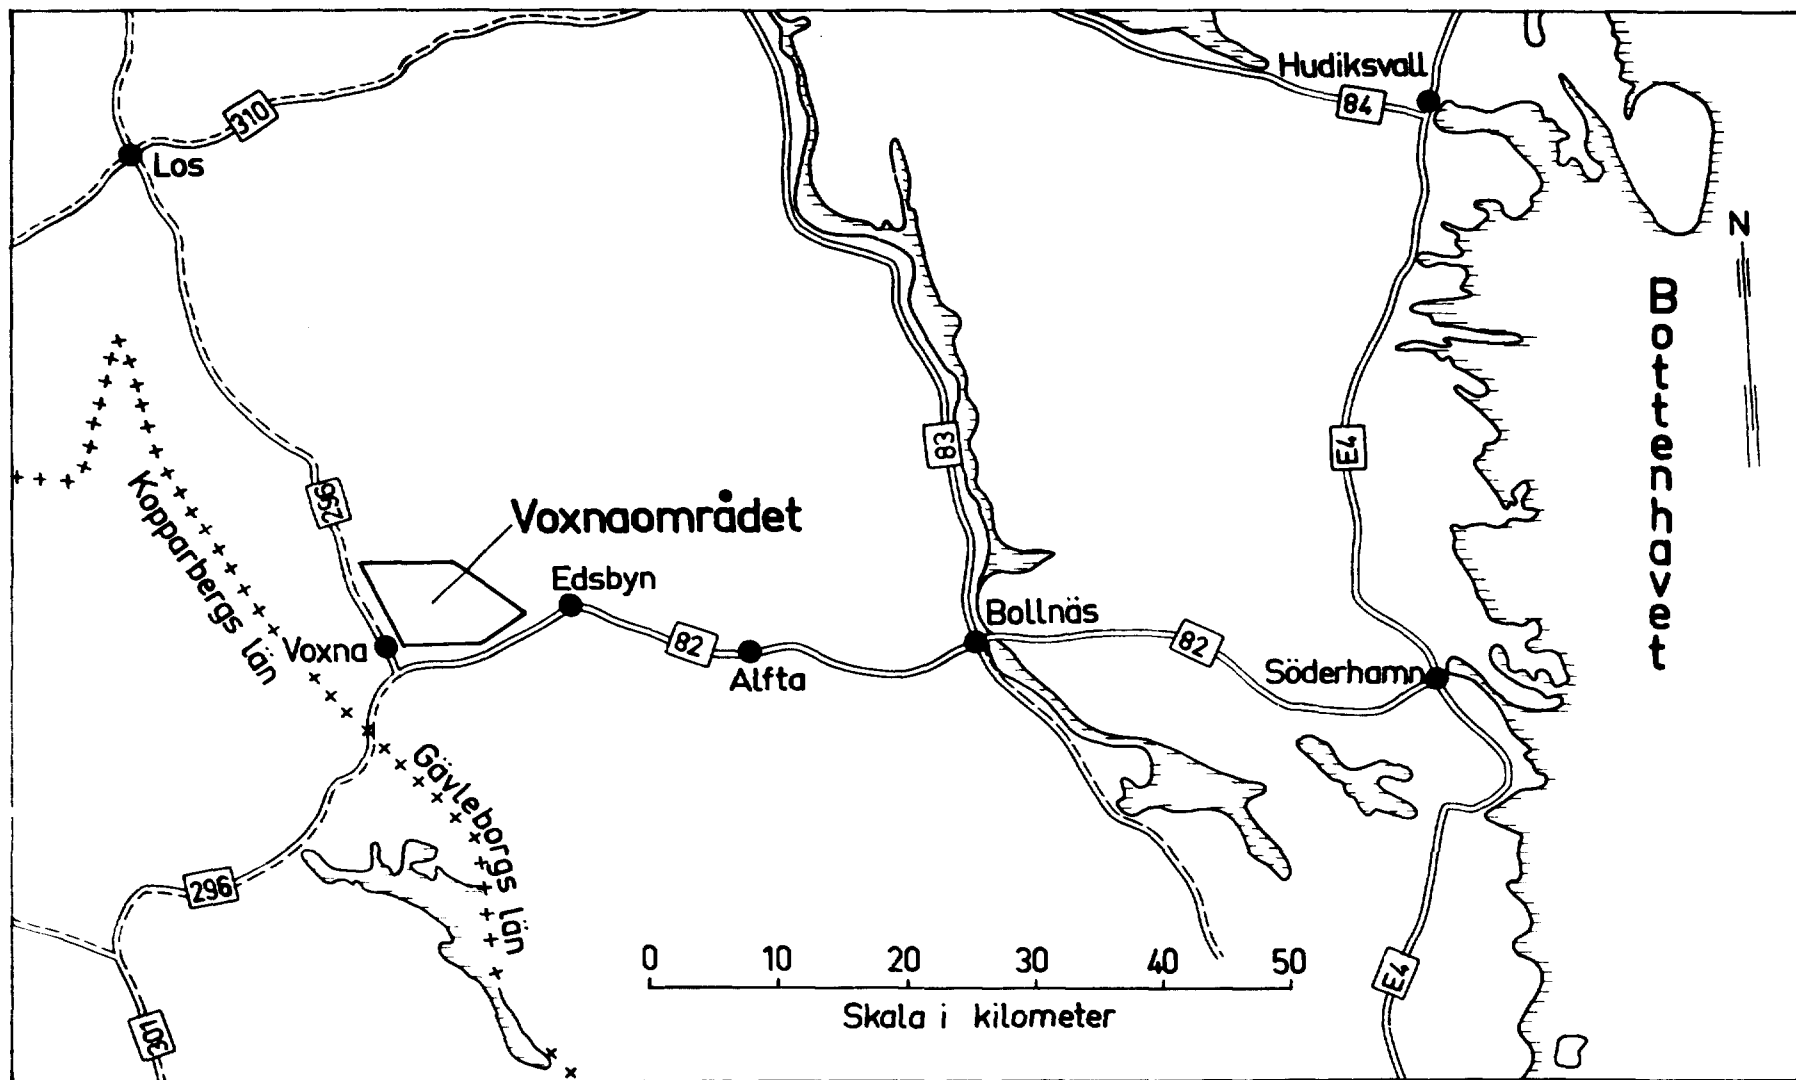 Hudiksvall
84
310
Los
N
Bottenhavet
E4
83
Kopparbergs län
296
Voxnaområdet
Edsbyn
Bollnäs
82
82
Voxna
Alfta
Söderhamn
Gävleborgs län
296
0 10 20 30 40 50
Skala i kilometer
E4
301